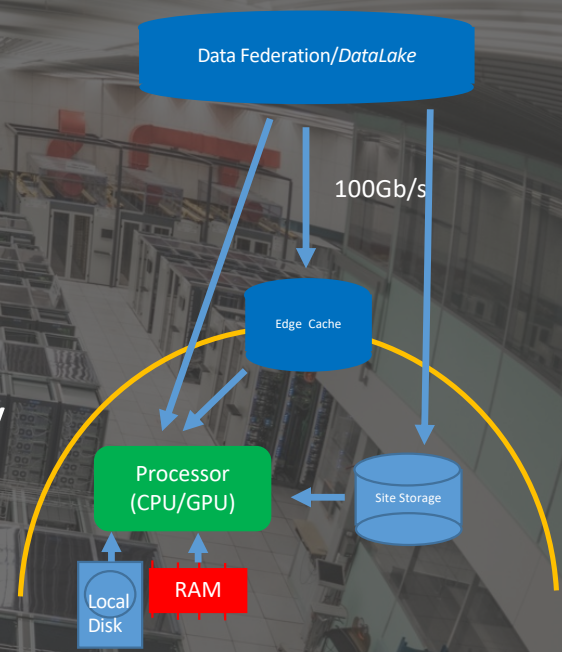 Data Federation/DataLake
100Gb/s
Edge Cache
Processor
(CPU/GPU)
Site Storage
RAM
Local
Disk